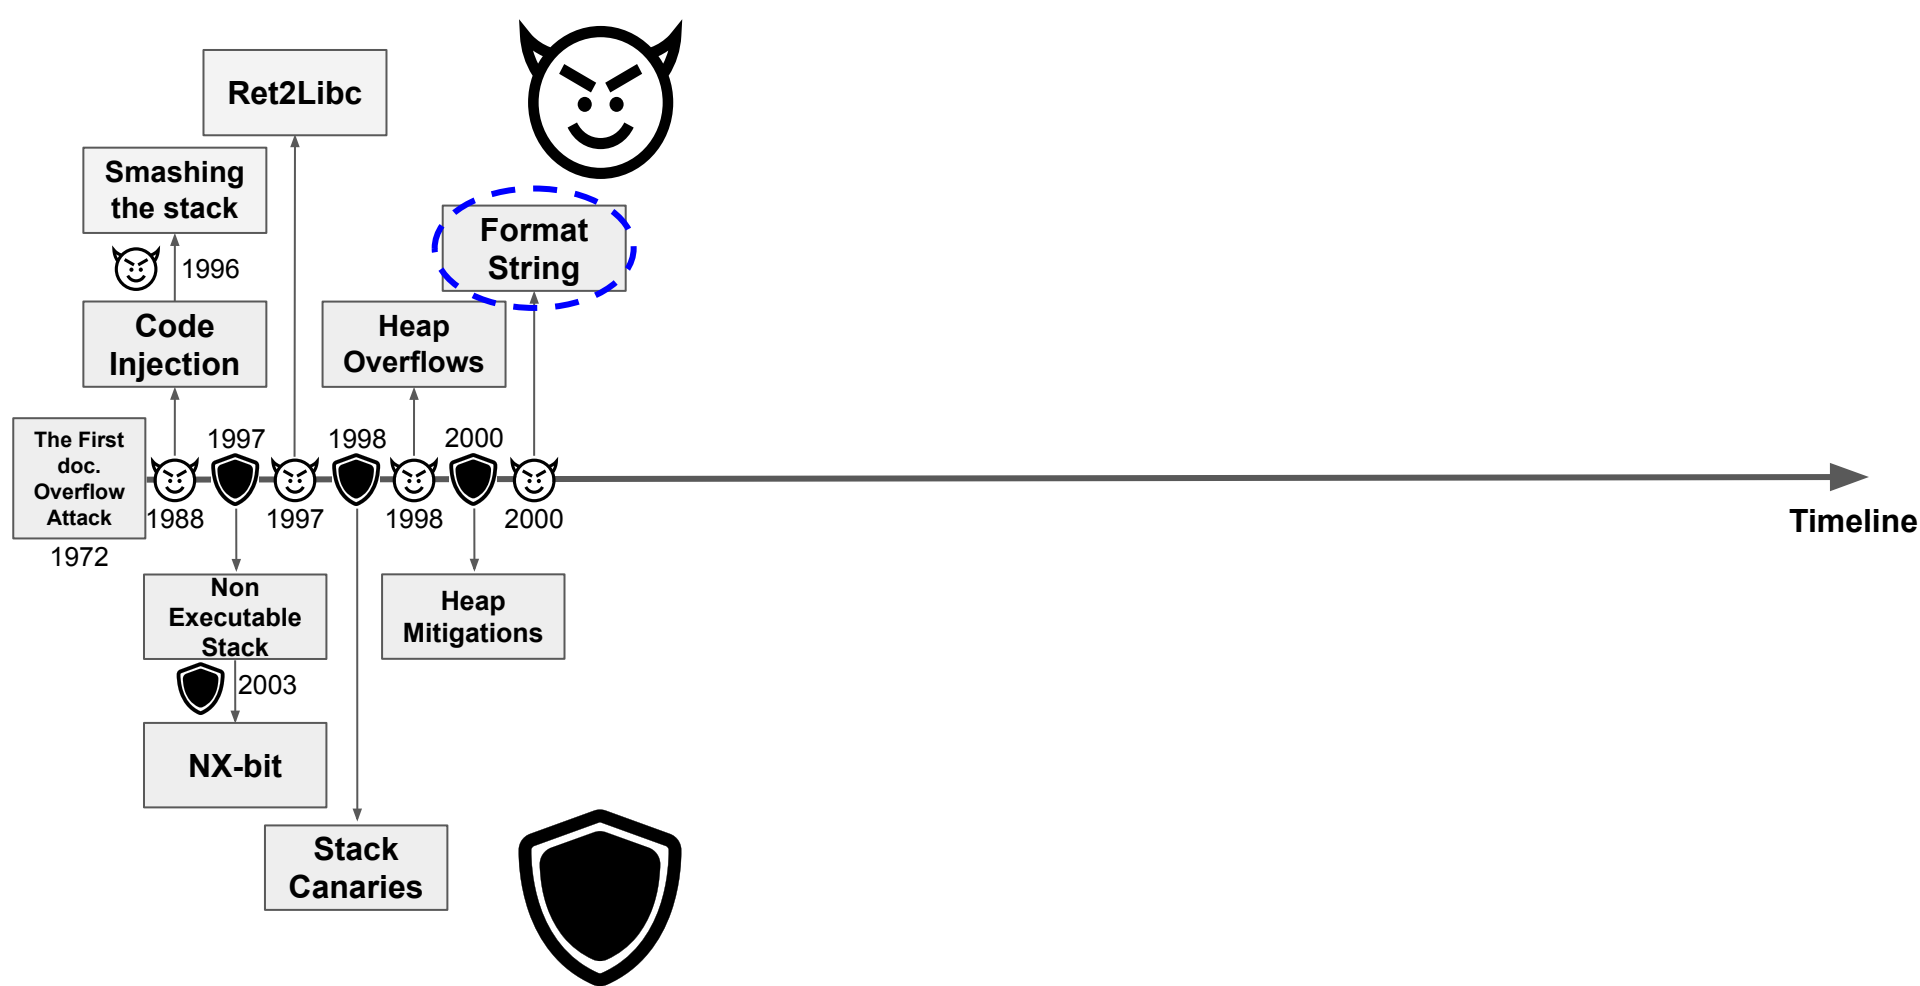 Ret2Libc
Smashing
the stack
1996
Format
String
Code
Injection
Heap
Overflows
The First
doc.
Overflow
Attack
1972
1997
1998
2000
1988
1997
1998
2000
Timeline
Non
Executable
Stack
2003
NX-bit
Heap
Mitigations
Stack
Canaries